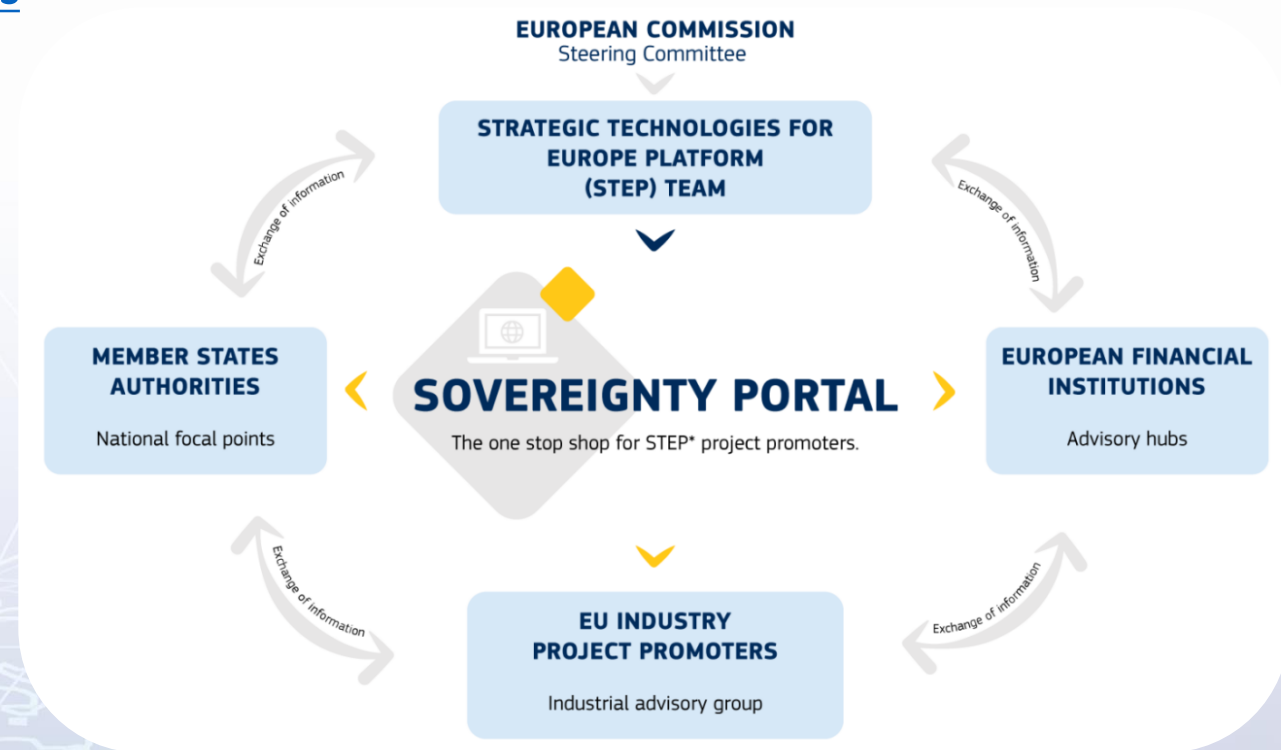 EUROPEAN COMMISSION
Steering Committee
STRATEGIC TECHNOLOGIES FOR
EUROPE PLATFORM
(STEP) TEAM
Exchange of information
Exchange of information
MEMBER STATES
AUTHORITIES
National focal points
SOVEREIGNTY PORTAL
The one stop shop for STEP* project promoters.
EUROPEAN FINANCIAL
INSTITUTIONS
Advisory hubs
Exchange of information
Exchange of information
EU INDUSTRY
PROJECT PROMOTERS
Industrial advisory group